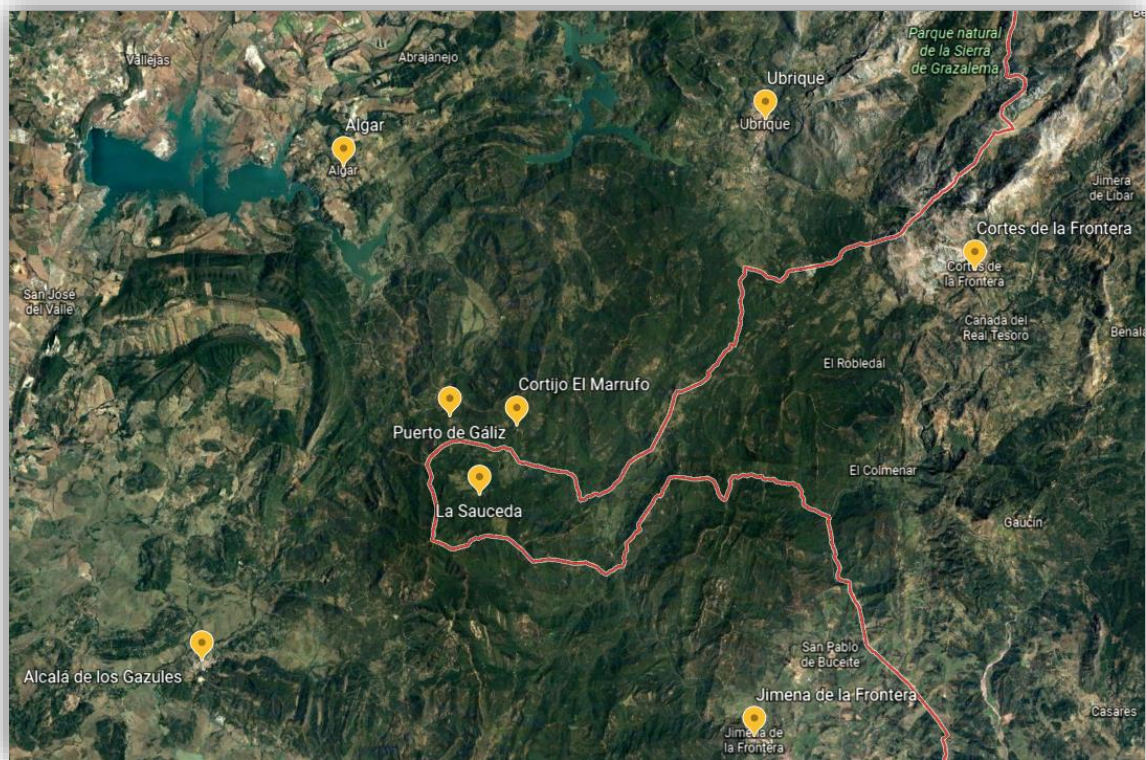 Parque natural
de la Sierra
de Grazalema
Vallejas
Abrajanejo
Ubrique
Ubrique
Algar
Algar
Jimera
de Líbar
Cortes de la Frontera
Cortes de
la Frontera
San José
del Valle
Cañada del
Real Tesoro
El Robledal
Cortijo El Marrufo
Puerto de Gáliz
El Colmenar
La Sauceda
Gaucín
San Pablo
de Buceite
Alcalá de los Gazules
Jimena de la Frontera
Casares
Jimena de
la Frontera